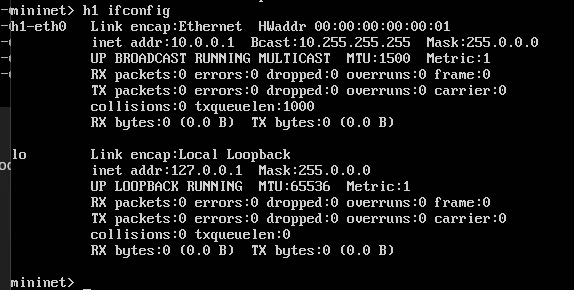 mininet> h1 ifconfig
h1-eth0   Link encap:Ethernet  HWaddr 00:00:00:00:00:01
          inet addr:10.0.0.1  Bcast:10.255.255.255  Mask:255.0.0.0
          UP BROADCAST RUNNING MULTICAST  MTU:1500  Metric:1
          RX packets:0 errors:0 dropped:0 overruns:0 frame:0
          TX packets:0 errors:0 dropped:0 overruns:0 carrier:0
          collisions:0 txqueuelen:1000
          RX bytes:0 (0.0 B)  TX bytes:0 (0.0 B)

lo        Link encap:Local Loopback
          inet addr:127.0.0.1  Mask:255.0.0.0
          UP LOOPBACK RUNNING  MTU:65536  Metric:1
          RX packets:0 errors:0 dropped:0 overruns:0 frame:0
          TX packets:0 errors:0 dropped:0 overruns:0 carrier:0
          collisions:0 txqueuelen:0
          RX bytes:0 (0.0 B)  TX bytes:0 (0.0 B)

mininet>